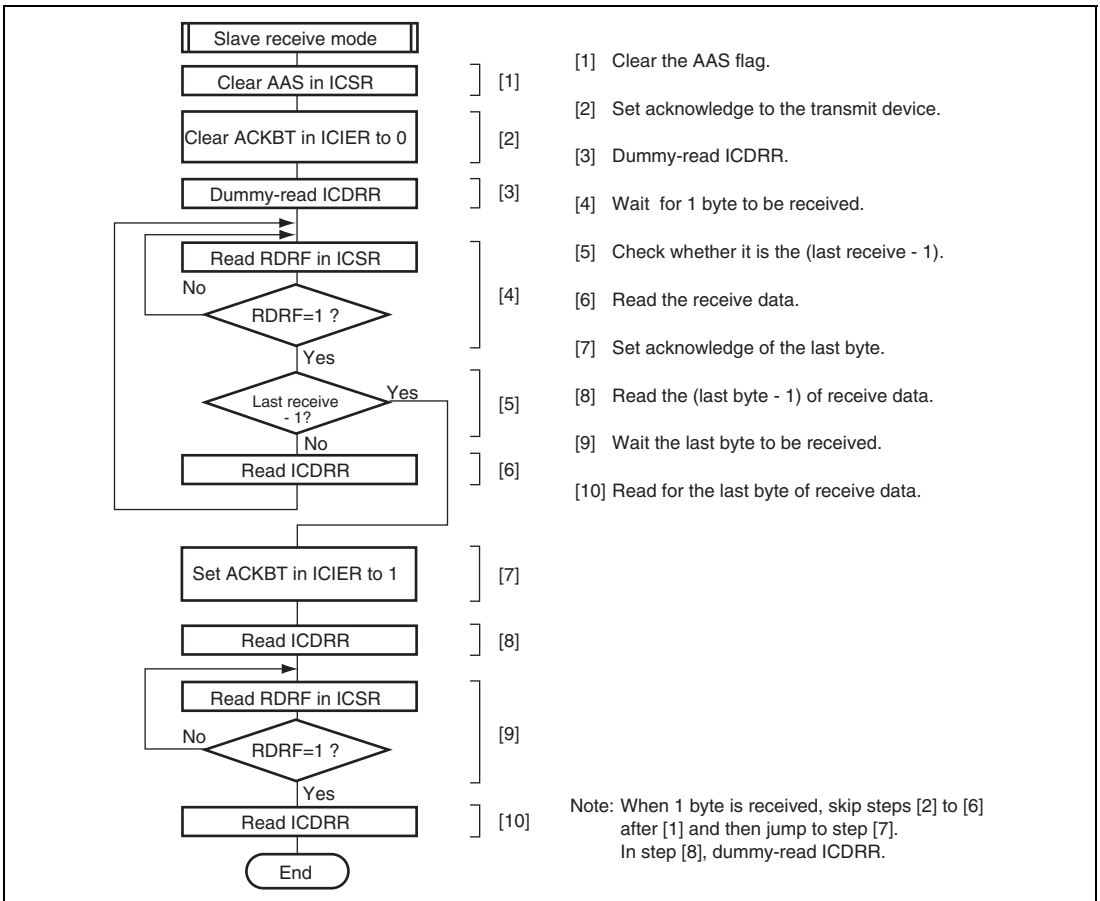 Slave receive mode
Clear AAS in ICSR
[1]
Clear ACKBT in ICIER to 0
[2]
Dummy-read ICDRR
[3]
Read RDRF in ICSR
No
RDRF=1 ?
[4]
Yes
Last receive
- 1?
Yes
[5]
No
Read ICDRR
[6]
Set ACKBT in ICIER to 1
[7]
Read ICDRR
[8]
Read RDRF in ICSR
No
RDRF=1 ?
[9]
Yes
Read ICDRR
[10]
End
[1] Clear the AAS flag.
[2] Set acknowledge to the transmit device.
[3] Dummy-read ICDRR.
[4] Wait for 1 byte to be received.
[5] Check whether it is the (last receive - 1).
[6] Read the receive data.
[7] Set acknowledge of the last byte.
[8] Read the (last byte - 1) of receive data.
[9] Wait the last byte to be received.
[10] Read for the last byte of receive data.
Note: When 1 byte is received, skip steps [2] to [6]
after [1] and then jump to step [7].
In step [8], dummy-read ICDRR.